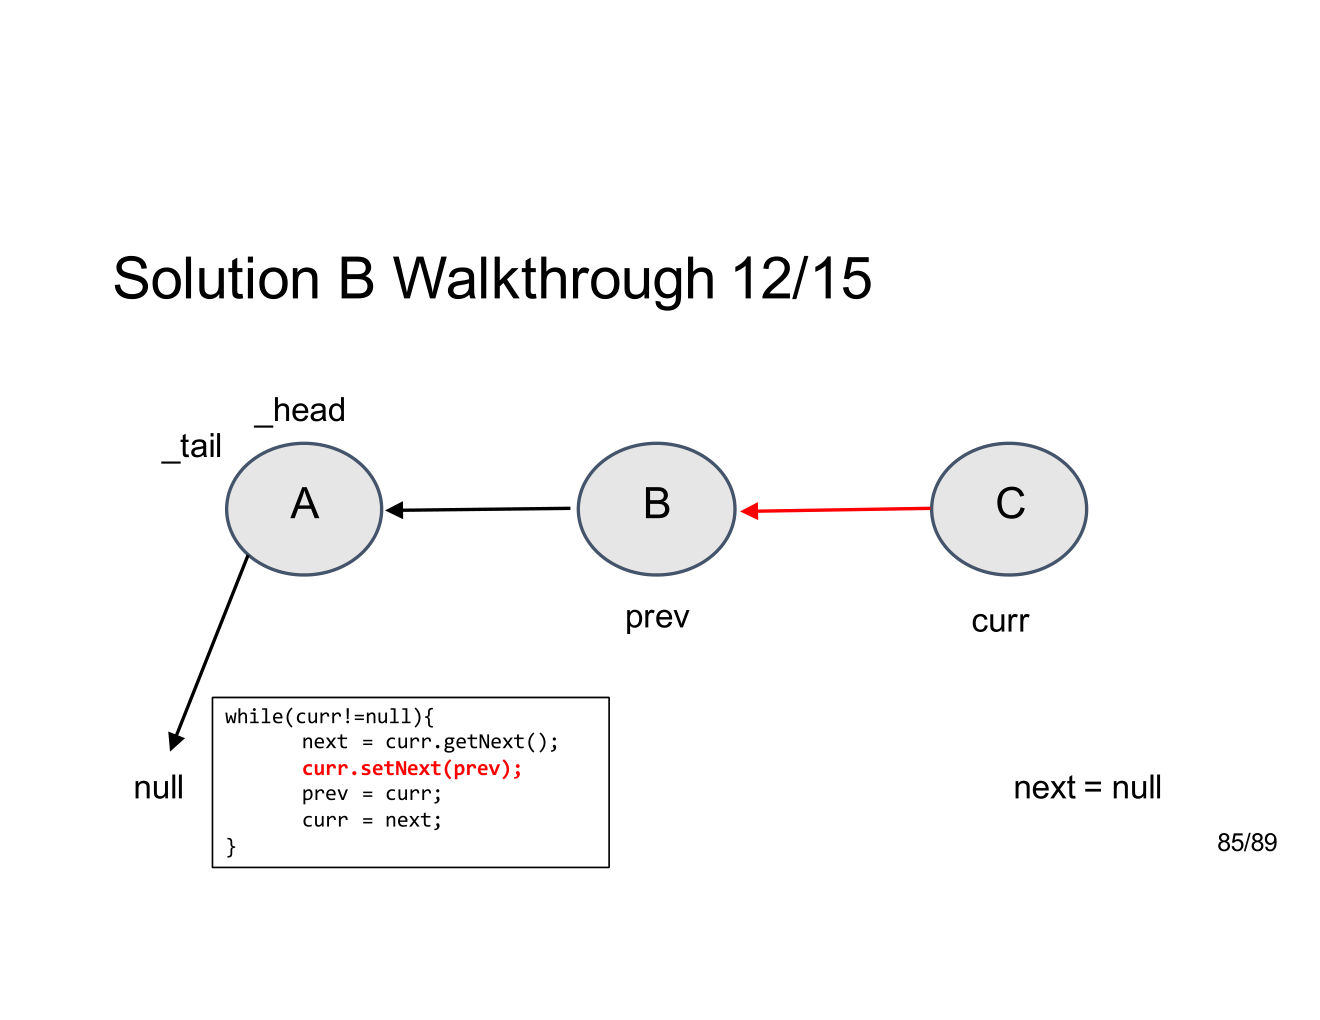 Solution B Walkthrough 12/15
_head
_tail
A
B
C
prev
curr
while(curr!=null){
next = curr.getNext();
curr.setNext(prev);
prev = curr;
curr = next;
}
null
next = null
85/89